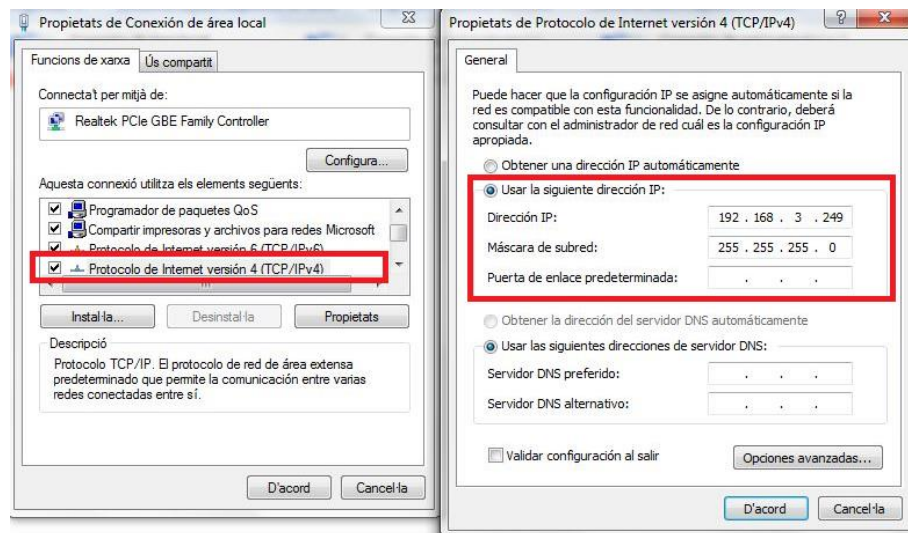 Propietats de Conexión de área local
Funcions de xarxa
Ús compartit
Connecta't per mitjà de:
Realtek PCIe GBE Family Controller
Configura...
Aquesta connexió utilitza els elements següents:
Programador de paquetes QoS
Compartir impresoras y archivos para redes Microsoft
Protocolo de Internet versión 6 (TCP/IPv6)
Protocolo de Internet versión 4 (TCP/IPv4)
Instal·la...
Desinstal·la
Propietats
Descripció
Protocolo TCP/IP. El protocolo de red de área extensa
predeterminado que permite la comunicación entre varias
redes conectadas entre sí.
D'acord
Cancel·la
Propietats de Protocolo de Internet versión 4 (TCP/IPv4)
General
Puede hacer que la configuración IP se asigne automáticamente si la
red es compatible con esta funcionalidad. De lo contrario, deberá
consultar con el administrador de red cuál es la configuración IP
apropiada.
Obtener una dirección IP automáticamente
Usar la siguiente dirección IP:
Dirección IP: 192 . 168 . 3 . 249
Máscara de subred: 255 . 255 . 255 . 0
Puerta de enlace predeterminada: . . .
Obtener la dirección del servidor DNS automáticamente
Usar las siguientes direcciones de servidor DNS:
Servidor DNS preferido: . . .
Servidor DNS alternativo: . . .
Validar configuración al salir
Opciones avanzadas...
D'acord
Cancel·la